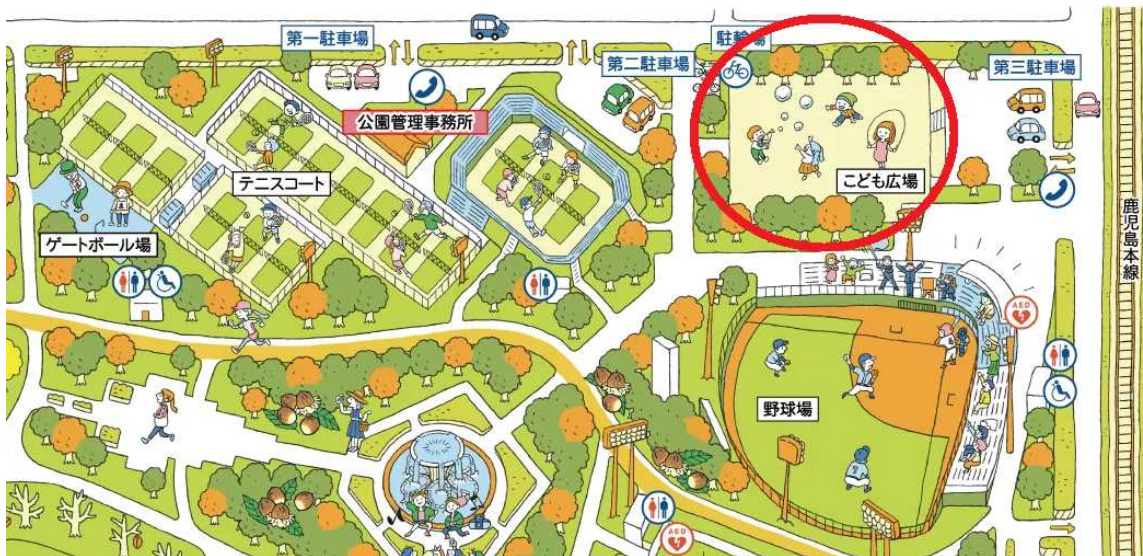 第一駐車場
第二駐車場
駐輪場
第三駐車場
公園管理事務所
テニスコート
こども広場
ゲートボール場
鹿児島本線
AED
野球場
AED